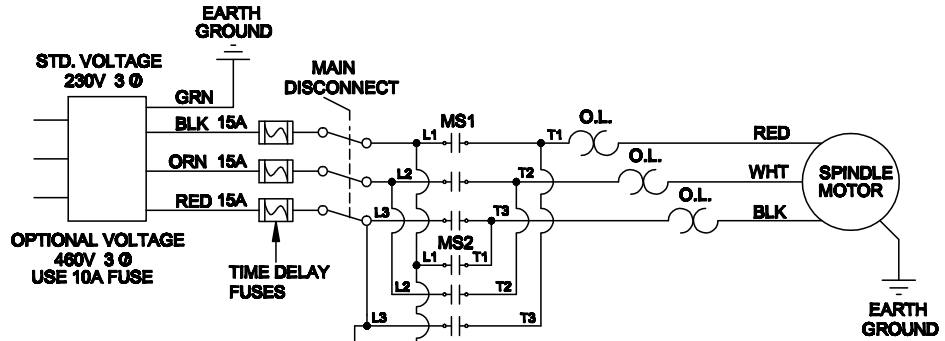 EARTH
GROUND
STD. VOLTAGE
230V 3 Ø
MAIN
DISCONNECT
GRN
BLK 15A
ORN 15A
RED 15A
OPTIONAL VOLTAGE
460V 3 Ø
USE 10A FUSE
TIME DELAY
FUSES
L1 MS1 T1 O.L. RED
L2 T2 O.L. WHT
L3 T3 O.L. BLK
SPINDLE
MOTOR
MS2
L1 T1
L2 T2
L3 T3
EARTH
GROUND